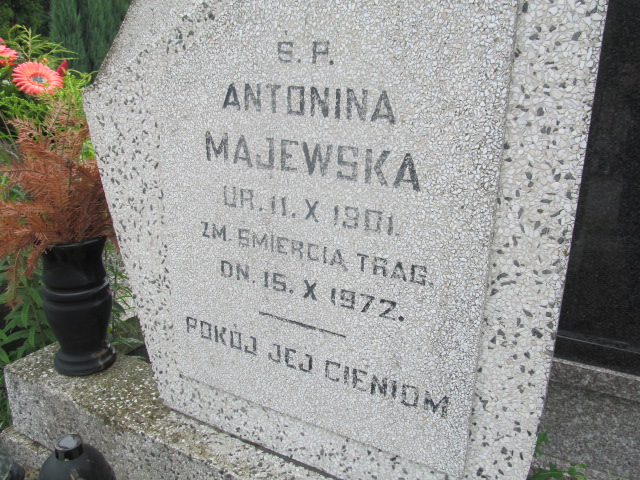 Ś. P.
ANTONINA
MAJEWSKA
UR. 11. X 1901.
ZM. ŚMIERCIĄ TRAG.
DN. 15. X 1972.
POKÓJ JEJ CIENIOM